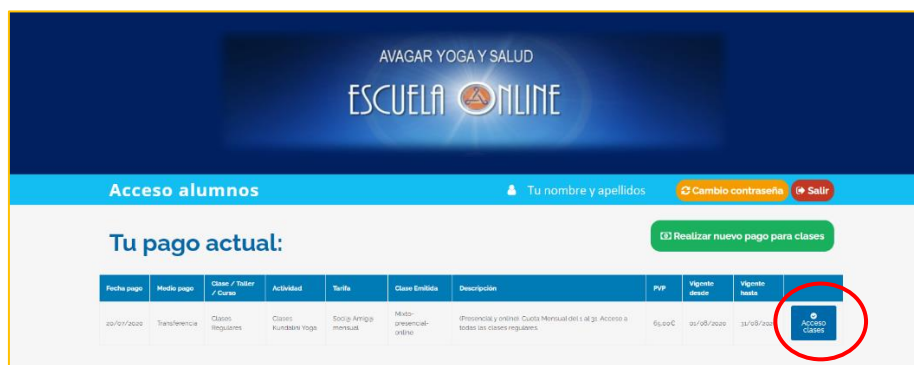 AVAGAR YOGA Y SALUD
ESCUELA ONLINE
Acceso alumnos
Tu nombre y apellidos
Cambio contraseña
Salir
Tu pago actual:
Realizar nuevo pago para clases
Fecha pago
Medio pago
Clase / Taller
/ Curso
Actividad
Tarifa
Clase Emitida
Descripción
PVP
Vigente
desde
Vigente
hasta
20/07/2020
Transferencia
Clases
Regulares
Clases
Kundalini Yoga
Soci@ Amig@
mensual
Mixto-
presencial-
online
(Presencial y online). Cuota Mensual del 1 al 31. Acceso a
todas las clases regulares.
65,00€
01/08/2020
31/08/2020
Acceso
clases